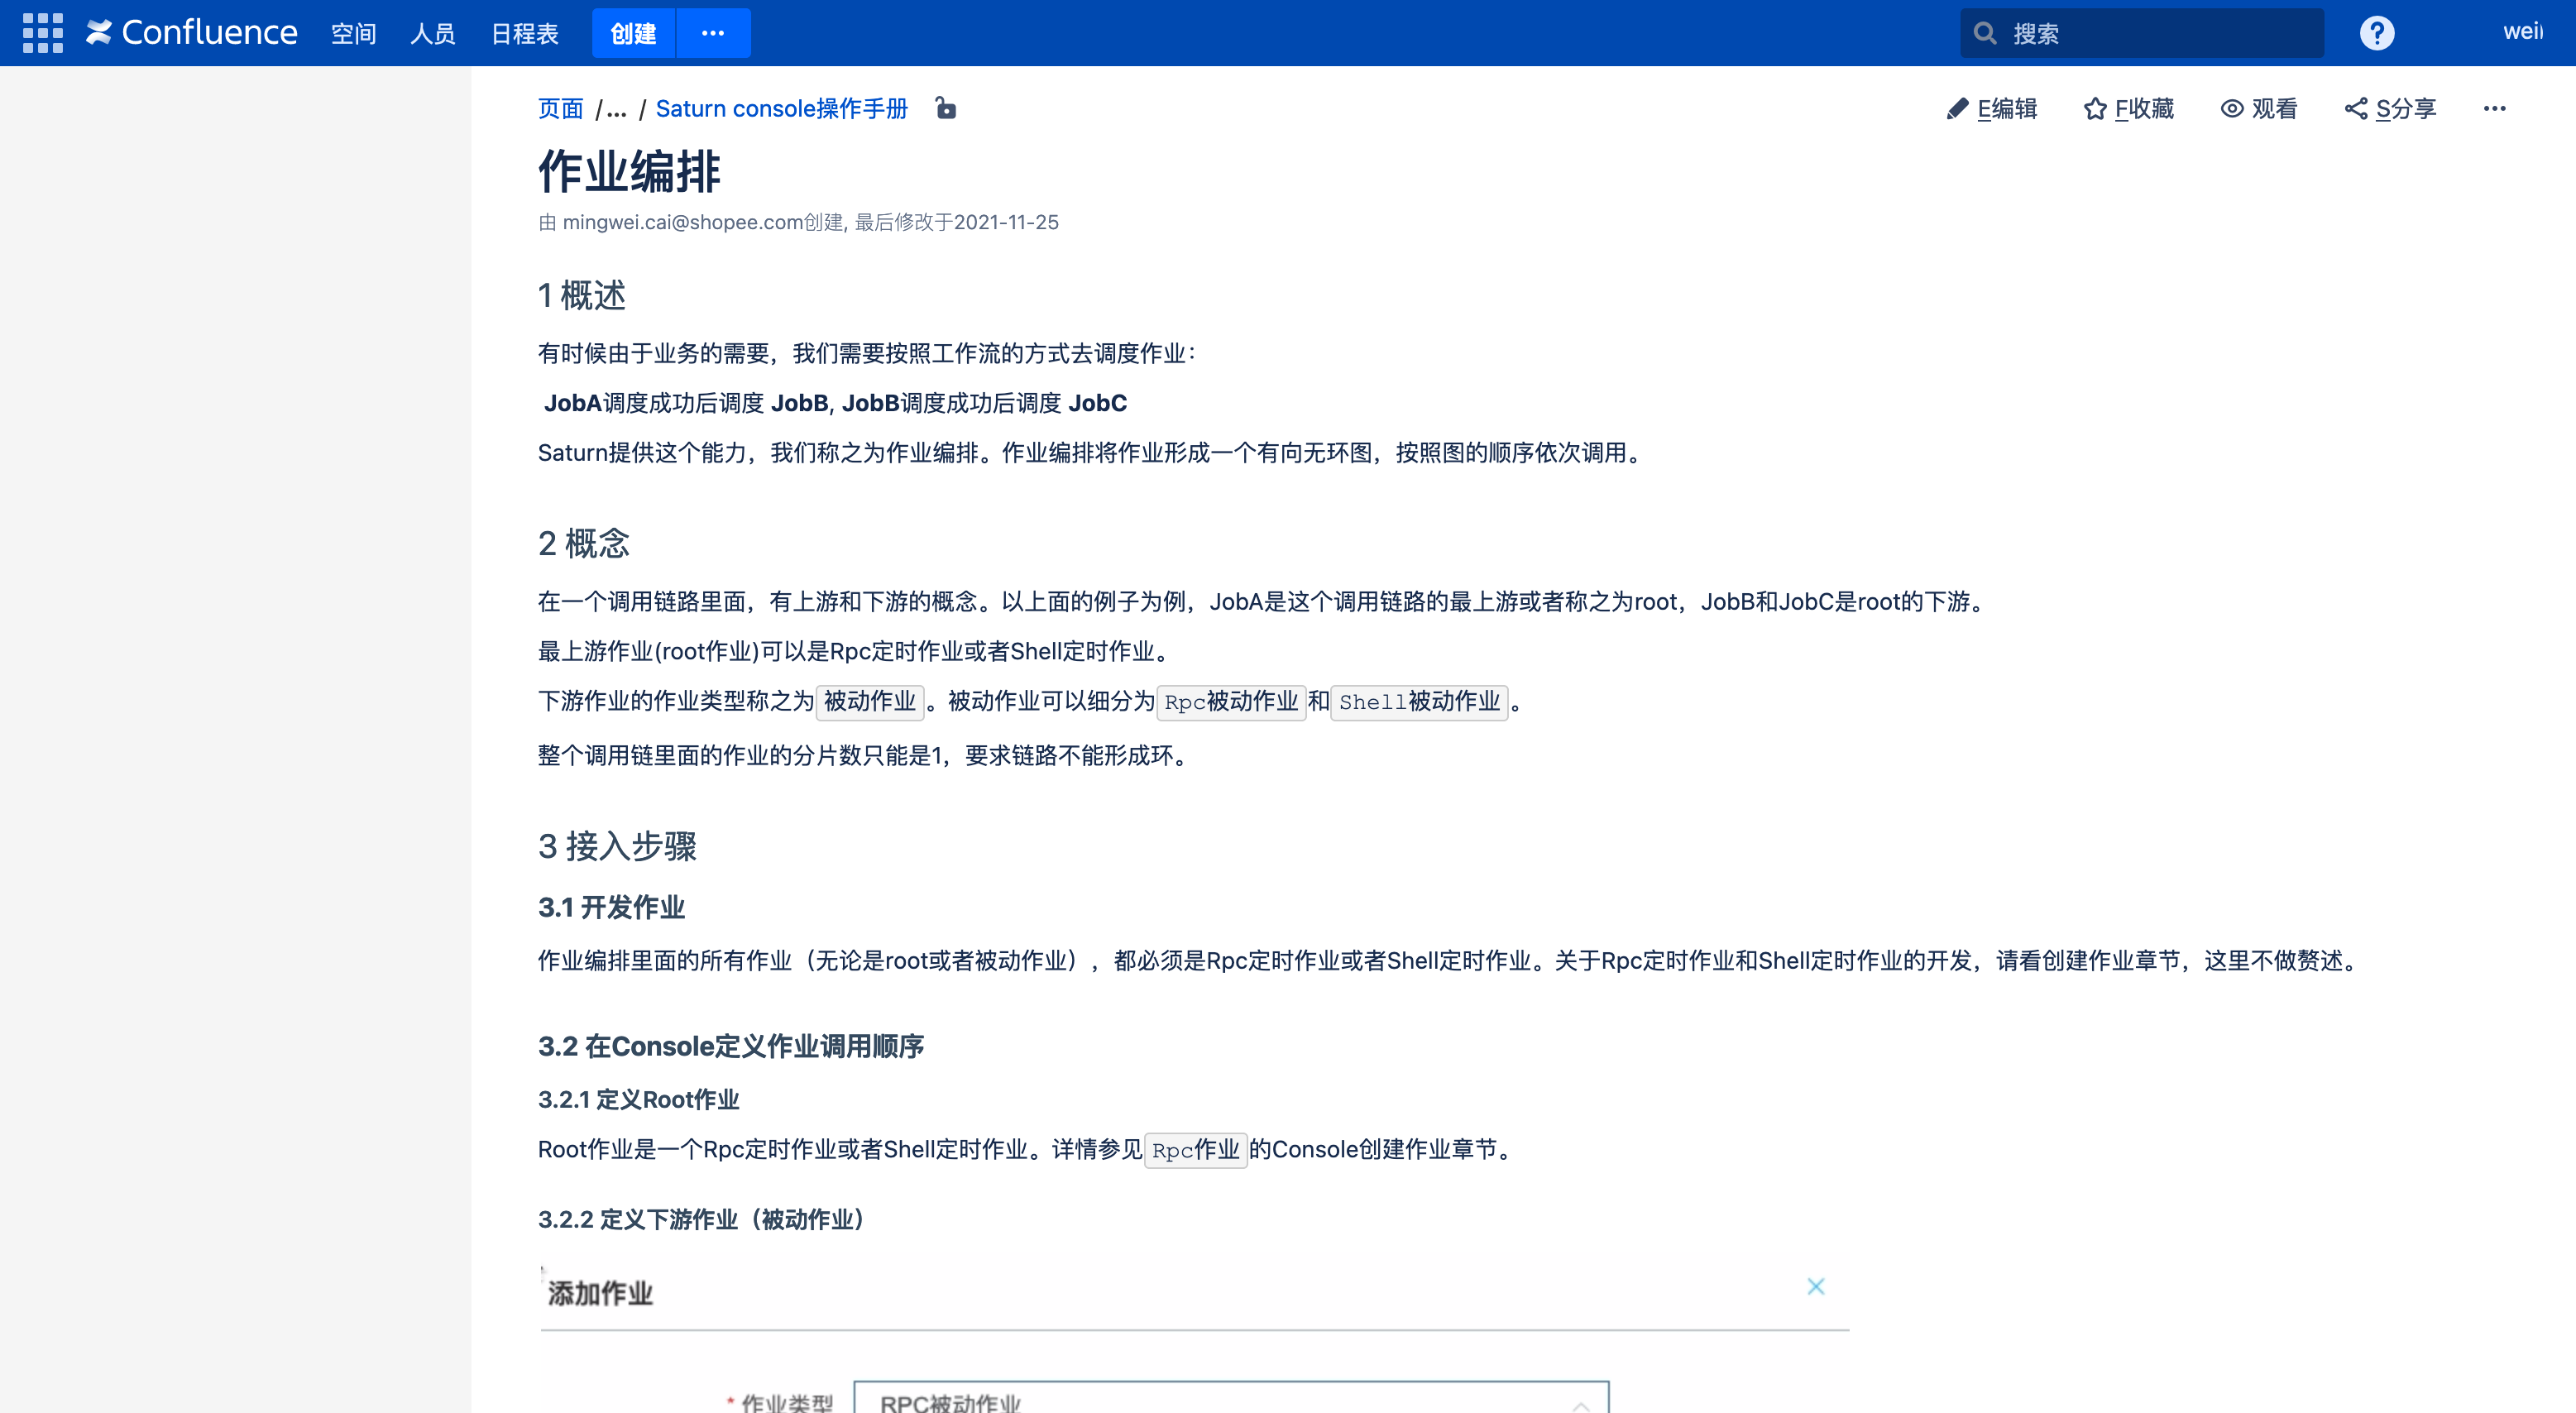 Confluence 空间 人员 日程表 创建 ··· 搜索 ?
页面 / ... / Saturn console操作手册 E编辑 F收藏 观看 S分享 ···
作业编排
由 mingwei.cai@shopee.com创建, 最后修改于2021-11-25
1 概述
有时候由于业务的需要，我们需要按照工作流的方式去调度作业：
JobA调度成功后调度 JobB, JobB调度成功后调度 JobC
Saturn提供这个能力，我们称之为作业编排。作业编排将作业形成一个有向无环图，按照图的顺序依次调用。
2 概念
在一个调用链路里面，有上游和下游的概念。以上面的例子为例，JobA是这个调用链路的最上游或者称之为root，JobB和JobC是root的下游。
最上游作业(root作业)可以是Rpc定时作业或者Shell定时作业。
下游作业的作业类型称之为被动作业。被动作业可以细分为Rpc被动作业和Shell被动作业。
整个调用链里面的作业的分片数只能是1，要求链路不能形成环。
3 接入步骤
3.1 开发作业
作业编排里面的所有作业（无论是root或者被动作业），都必须是Rpc定时作业或者Shell定时作业。关于Rpc定时作业和Shell定时作业的开发，请看创建作业章节，这里不做赘述。
3.2 在Console定义作业调用顺序
3.2.1 定义Root作业
Root作业是一个Rpc定时作业或者Shell定时作业。详情参见Rpc作业的Console创建作业章节。
3.2.2 定义下游作业（被动作业）
添加作业
* 作业类型 RPC被动作业